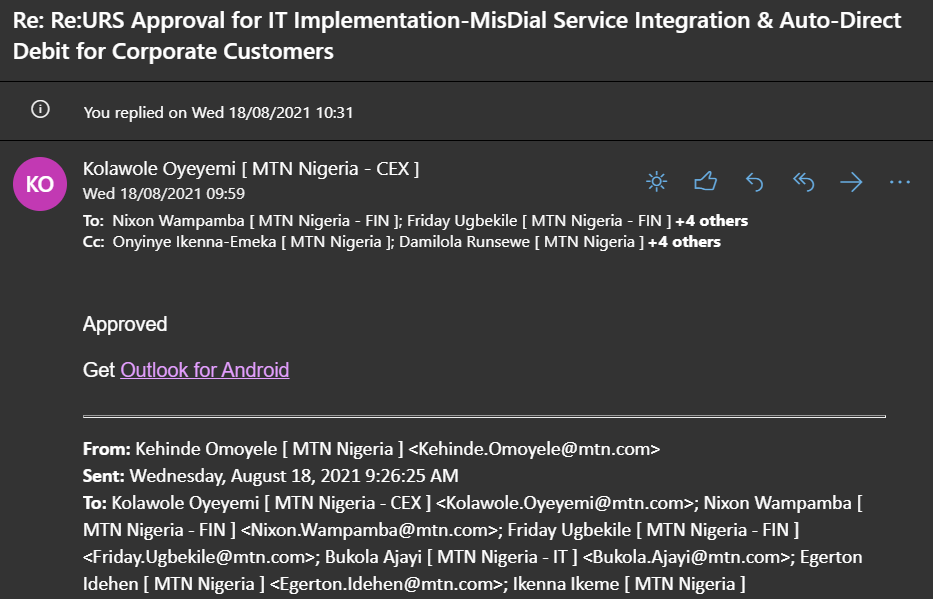 Re: Re:URS Approval for IT Implementation-MisDial Service Integration & Auto-Direct
Debit for Corporate Customers
You replied on Wed 18/08/2021 10:31
KO
Kolawole Oyeyemi [ MTN Nigeria - CEX ]
Wed 18/08/2021 09:59
To: Nixon Wampamba [ MTN Nigeria - FIN ]; Friday Ugbekile [ MTN Nigeria - FIN ] +4 others
Cc: Onyinye Ikenna-Emeka [ MTN Nigeria ]; Damilola Runsewe [ MTN Nigeria ] +4 others
Approved
Get Outlook for Android
From: Kehinde Omoyele [ MTN Nigeria ] <Kehinde.Omoyele@mtn.com>
Sent: Wednesday, August 18, 2021 9:26:25 AM
To: Kolawole Oyeyemi [ MTN Nigeria - CEX ] <Kolawole.Oyeyemi@mtn.com>; Nixon Wampamba [
MTN Nigeria - FIN ] <Nixon.Wampamba@mtn.com>; Friday Ugbekile [ MTN Nigeria - FIN ]
<Friday.Ugbekile@mtn.com>; Bukola Ajayi [ MTN Nigeria - IT ] <Bukola.Ajayi@mtn.com>; Egerton
Idehen [ MTN Nigeria ] <Egerton.Idehen@mtn.com>; Ikenna Ikeme [ MTN Nigeria ]